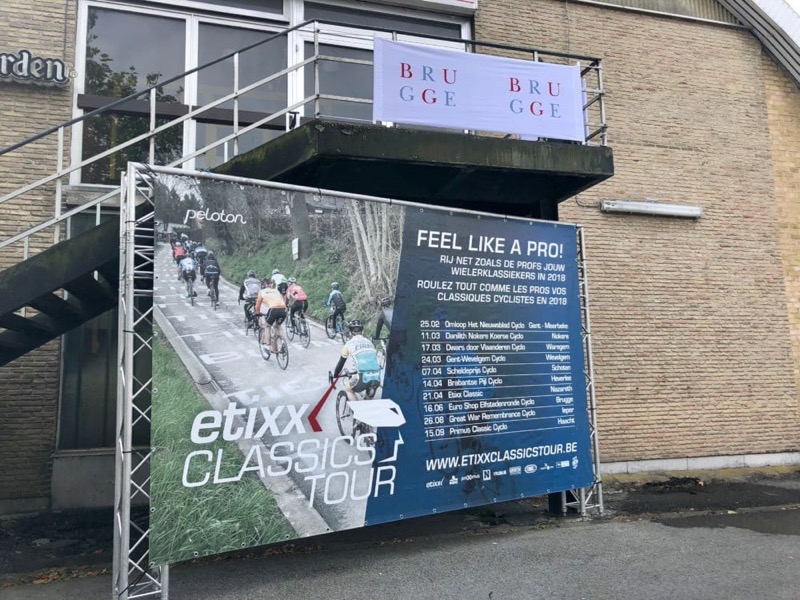 rden
BRU BRU
GGE GGE
peloton
FEEL LIKE A PRO!
RIJ NET ZOALS DE PROFS JOUW
WIELERKLASSIEKERS IN 2018
ROULEZ TOUT COMME LES PROS VOS
CLASSIQUES CYCLISTES EN 2018
25.02 Omloop Het Nieuwsblad Cyclo Gent - Meerbeke
11.03 Danilith Nokere Koerse Cyclo Nokere
17.03 Dwars door Vlaanderen Cyclo Waregem
24.03 Gent-Wevelgem Cyclo Wevelgem
07.04 Scheldeprijs Cyclo Schoten
14.04 Brabantse Pijl Cyclo Heverlee
21.04 Etixx Classic Nazareth
16.06 Euro Shop Elfstedenronde Cyclo Brugge
26.08 Great War Remembrance Cyclo Ieper
15.09 Primus Classic Cyclo Haacht
etixx
CLASSICS
TOUR
WWW.ETIXXCLASSICSTOUR.BE
etixx